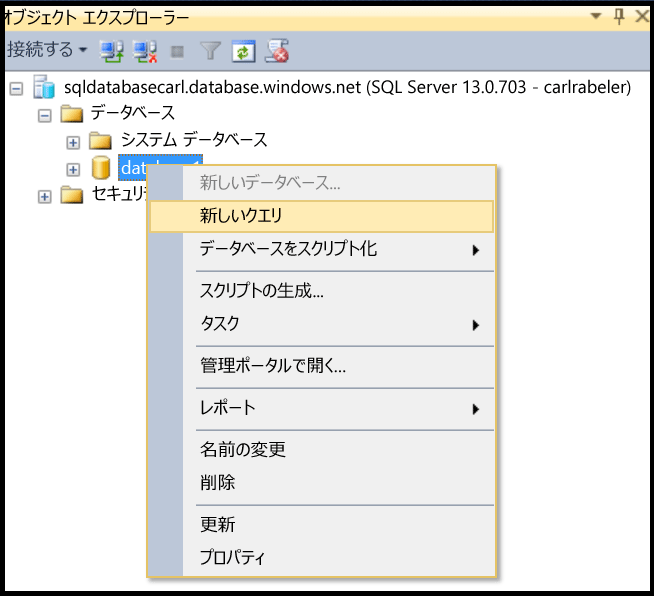 オブジェクト エクスプローラー
接続する
sqldatabasecarl.database.windows.net (SQL Server 13.0.703 - carlrabeler)
データベース
システム データベース
セキュリ
新しいデータベース...
新しいクエリ
データベースをスクリプト化
スクリプトの生成...
タスク
管理ポータルで開く...
レポート
名前の変更
削除
更新
プロパティ